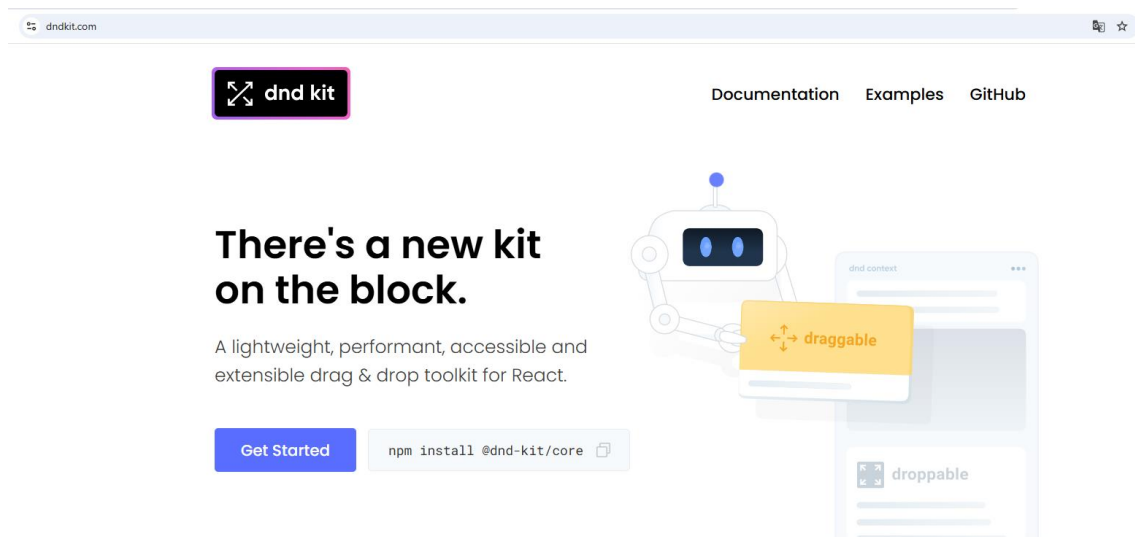 dndkit.com
dnd kit
Documentation Examples GitHub
There's a new kit
on the block.
A lightweight, performant, accessible and
extensible drag & drop toolkit for React.
Get Started
npm install @dnd-kit/core
dnd context
draggable
droppable